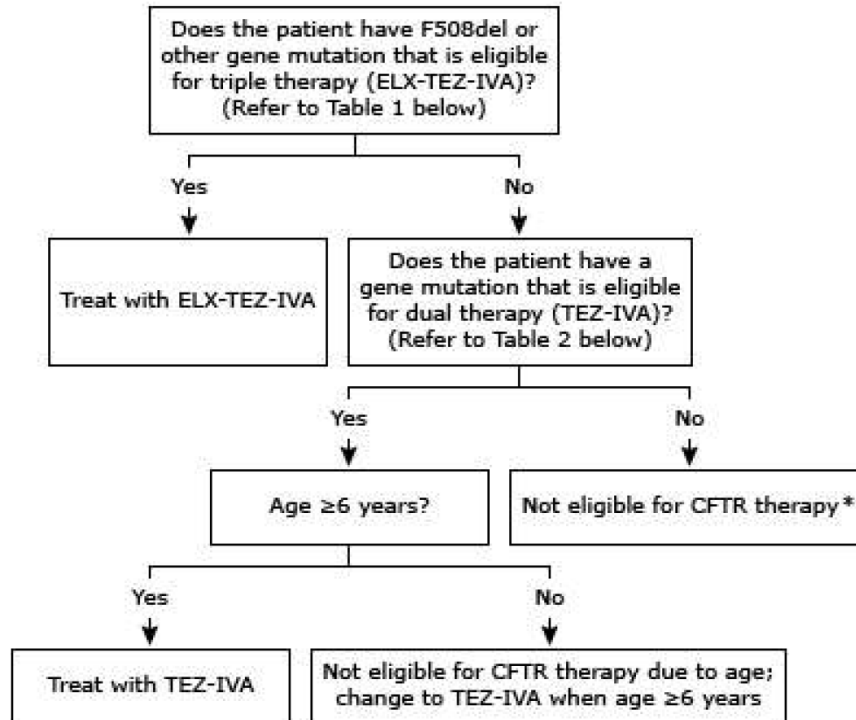 Does the patient have F508del or
other gene mutation that is eligible
for triple therapy (ELX-TEZ-IVA)?
(Refer to Table 1 below)
Yes
No
Treat with ELX-TEZ-IVA
Does the patient have a
gene mutation that is eligible
for dual therapy (TEZ-IVA)?
(Refer to Table 2 below)
Yes
No
Age ≥6 years?
Not eligible for CFTR therapy*
Yes
No
Treat with TEZ-IVA
Not eligible for CFTR therapy due to age;
change to TEZ-IVA when age ≥6 years